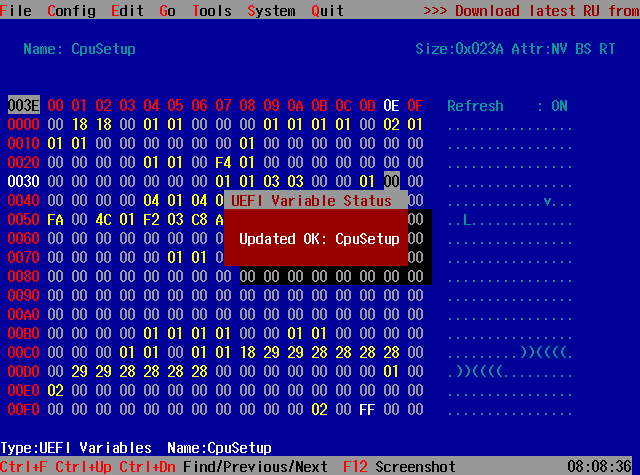 File Config Edit Go Tools System Quit >>> Download latest RU from
Name: CpuSetup Size:0x023A Attr:NV BS RT
003E 00 01 02 03 04 05 06 07 08 09 0A 0B 0C 0D 0E 0F Refresh : ON
0000 00 18 18 00 01 01 00 00 00 01 01 01 01 00 02 01 ................
0010 01 01 00 00 00 00 00 00 01 00 00 00 00 00 00 00 ................
0020 00 00 00 00 01 01 00 F4 01 00 00 00 00 00 00 00 ................
0030 00 00 00 00 00 00 00 01 01 03 03 00 00 01 00 00 ................
0040 00 00 00 00 04 01 04 0 00 ............v...
UEFI Variable Status
0050 FA 00 4C 01 F2 03 C8 A 00 ..L.............
0060 00 00 00 00 00 00 00 Updated OK: CpuSetup 00 ................
0070 00 00 00 00 00 01 01 00 00 ................
0080 00 00 00 00 00 00 00 00 00 00 00 00 00 00 00 00 ................
0090 00 00 00 00 00 00 00 00 00 00 00 00 00 00 00 00 ................
00A0 00 00 00 00 00 00 00 00 00 00 00 00 00 00 00 00 ................
00B0 00 00 00 00 01 01 01 01 00 00 01 01 00 00 00 00 ................
00C0 00 00 00 01 01 00 01 01 18 29 29 28 28 28 28 00 .........))((((.
00D0 00 29 29 28 28 28 28 00 00 00 00 00 00 00 01 00 .))((((.........
00E0 02 00 00 00 00 00 00 00 00 00 00 00 00 00 00 00 ................
00F0 00 00 00 00 00 00 00 00 00 00 00 02 00 FF 00 00 ................
Type:UEFI Variables Name:CpuSetup
Ctrl+F Ctrl+Up Ctrl+Dn Find/Previous/Next F12 Screenshot 08:08:36